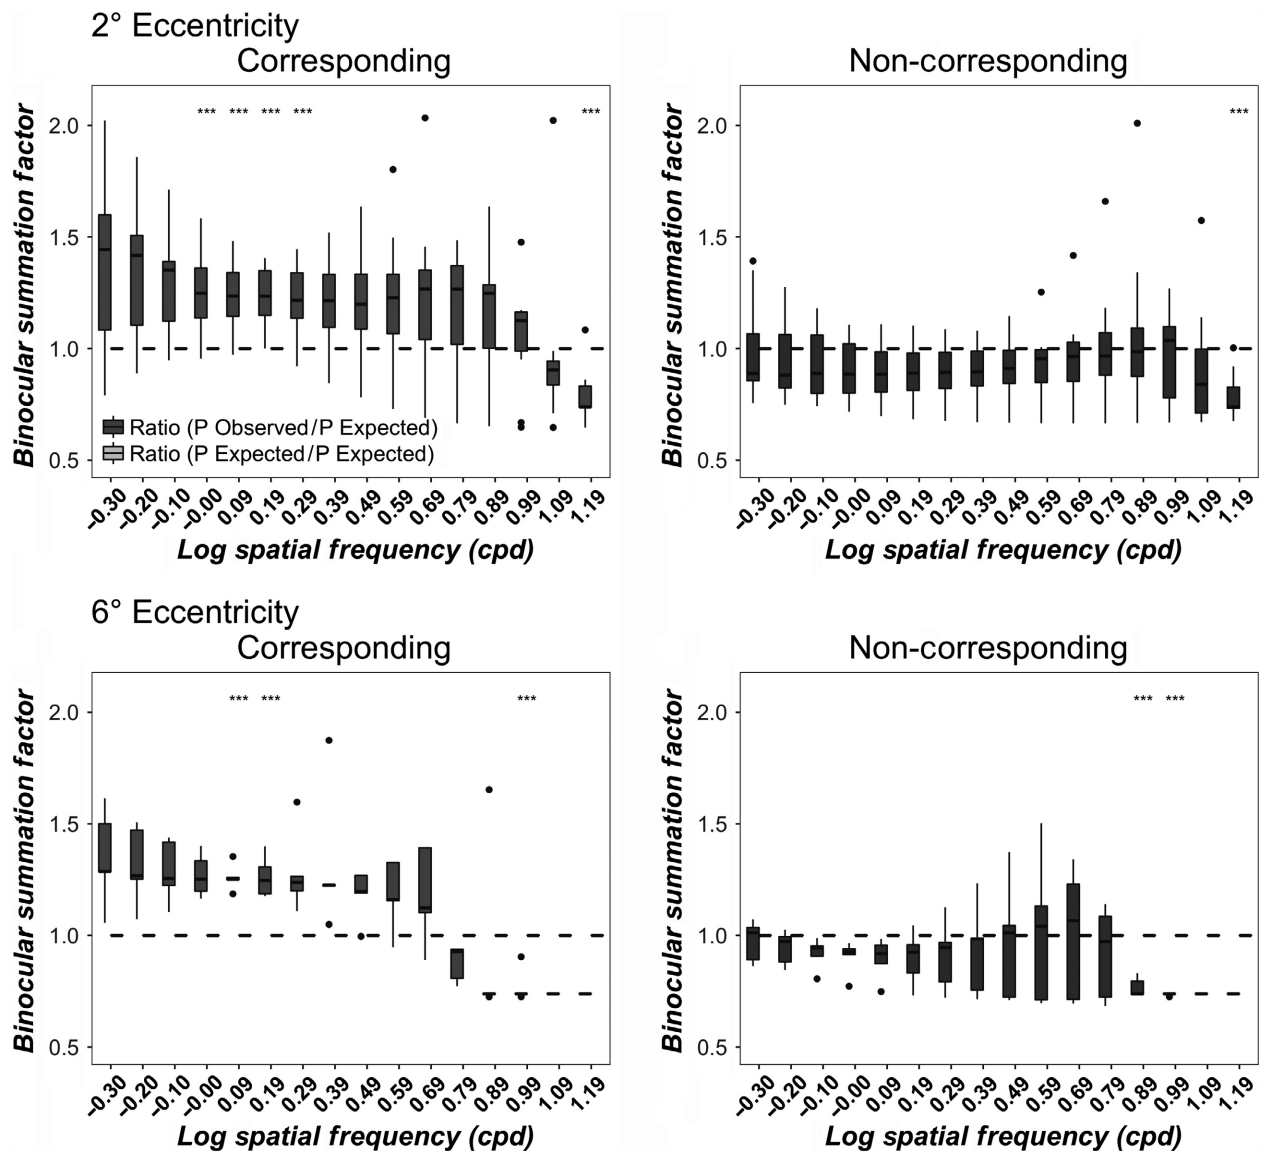 2° Eccentricity
Corresponding
Non-corresponding
Binocular summation factor
2.0
1.5
1.0
0.5
*** *** *** *** ***
Ratio (P Observed/P Expected)
Ratio (P Expected/P Expected)
−0.30 −0.20 −0.10 −0.00 0.09 0.19 0.29 0.39 0.49 0.59 0.69 0.79 0.89 0.99 1.09 1.19
Log spatial frequency (cpd)
Binocular summation factor
2.0
1.5
1.0
0.5
***
−0.30 −0.20 −0.10 −0.00 0.09 0.19 0.29 0.39 0.49 0.59 0.69 0.79 0.89 0.99 1.09 1.19
Log spatial frequency (cpd)
6° Eccentricity
Corresponding
Non-corresponding
Binocular summation factor
2.0
1.5
1.0
0.5
*** *** ***
−0.30 −0.20 −0.10 −0.00 0.09 0.19 0.29 0.39 0.49 0.59 0.69 0.79 0.89 0.99 1.09 1.19
Log spatial frequency (cpd)
Binocular summation factor
2.0
1.5
1.0
0.5
*** ***
−0.30 −0.20 −0.10 −0.00 0.09 0.19 0.29 0.39 0.49 0.59 0.69 0.79 0.89 0.99 1.09 1.19
Log spatial frequency (cpd)